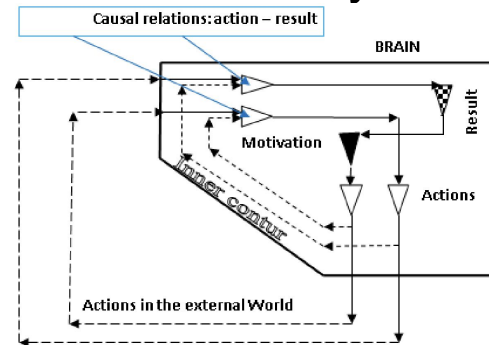 Causal relations: action – result
BRAIN
Result
Motivation
Inner contur
Actions
Actions in the external World